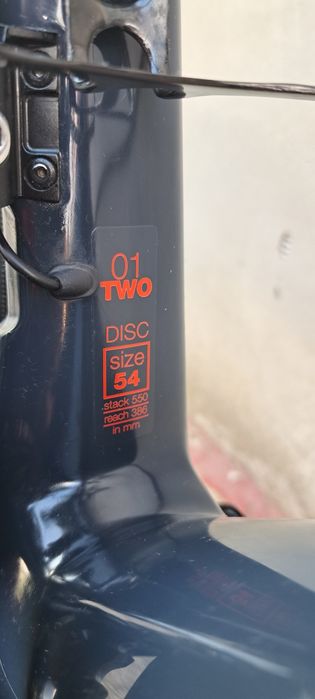 01
TWO
DISC
size
54
stack 550
reach 386
in mm